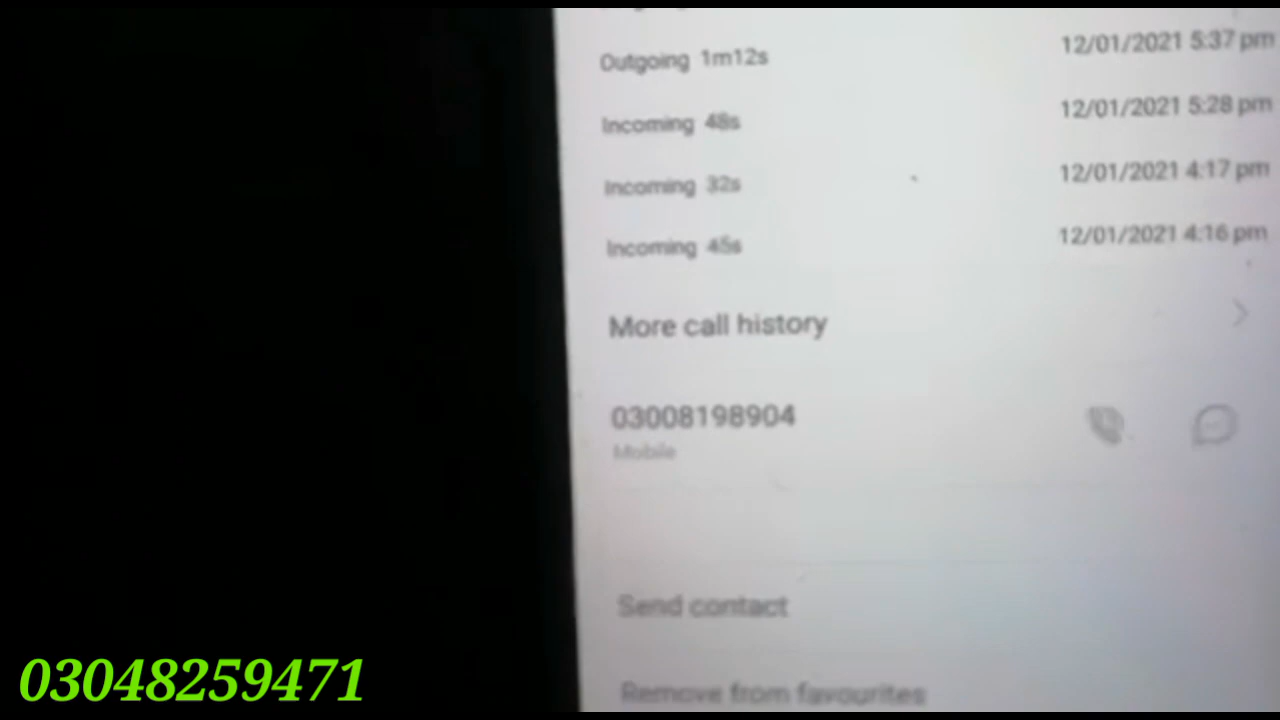 Outgoing 1m12s 12/01/2021 5:37 pm
Incoming 48s 12/01/2021 5:28 pm
Incoming 32s 12/01/2021 4:17 pm
Incoming 45s 12/01/2021 4:16 pm
More call history
03008198904
Mobile
Send contact
Remove from favourites
03048259471